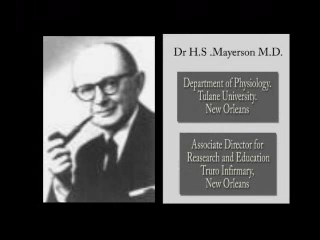 Dr H.S .Mayerson M.D.
Department of Physiology.
Tulane University.
New Orleans
Associate Director for
Reasearch and Education
Truro Infirmary,
New Orleans